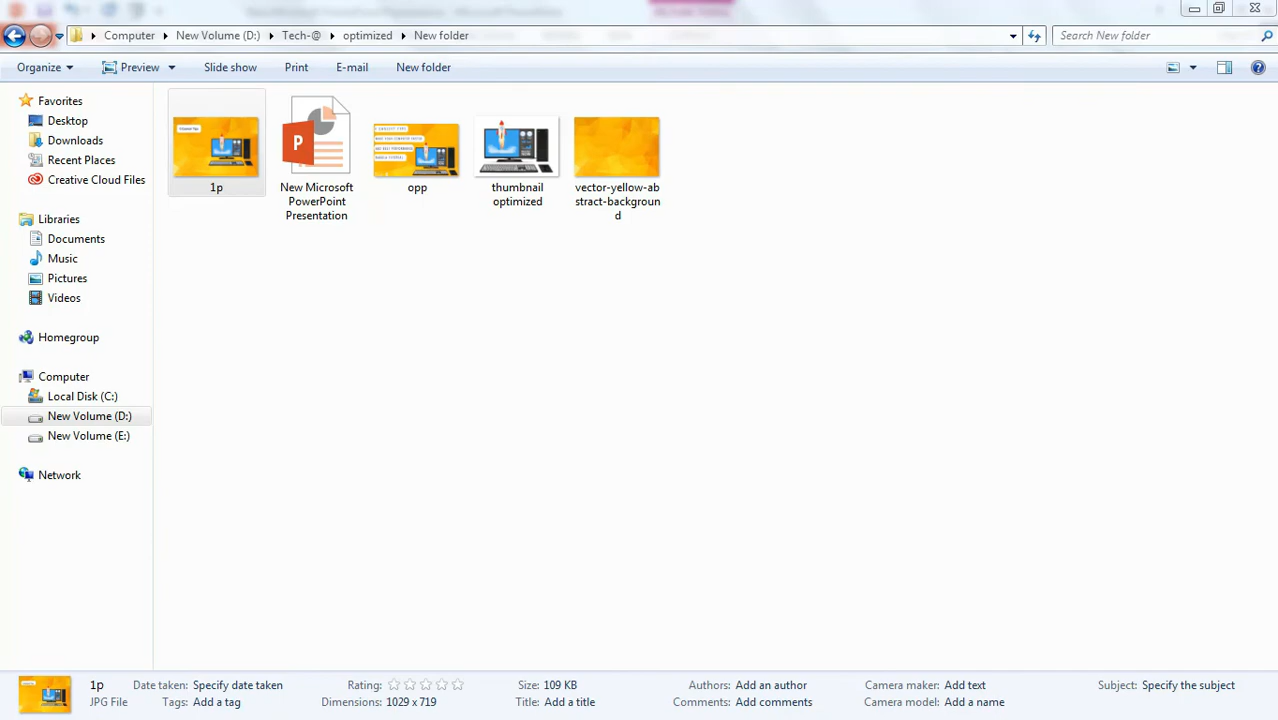 Computer New Volume (D:) Tech-@ optimized New folder Search New folder
Organize Preview Slide show Print E-mail New folder
Favorites
Desktop
Downloads
Recent Places
Creative Cloud Files
Libraries
Documents
Music
Pictures
Videos
Homegroup
Computer
Local Disk (C:)
New Volume (D:)
New Volume (E:)
Network
1p
P
New Microsoft
PowerPoint
Presentation
opp
thumbnail
optimized
vector-yellow-ab
stract-backgroun
d
1p Date taken: Specify date taken Rating: Size: 109 KB Authors: Add an author Camera maker: Add text Subject: Specify the subject
JPG File Tags: Add a tag Dimensions: 1029 x 719 Title: Add a title Comments: Add comments Camera model: Add a name